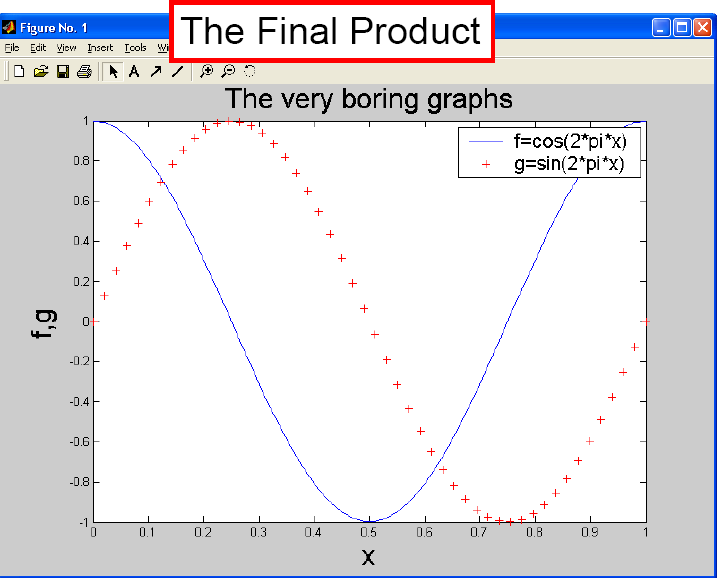 The Final Product
Figure No. 1
File Edit View Insert Tools
The very boring graphs
f=cos(2*pi*x)
g=sin(2*pi*x)
1
0.8
0.6
0.4
0.2
0
-0.2
-0.4
-0.6
-0.8
-1
f,g
0 0.1 0.2 0.3 0.4 0.5 0.6 0.7 0.8 0.9 1
x